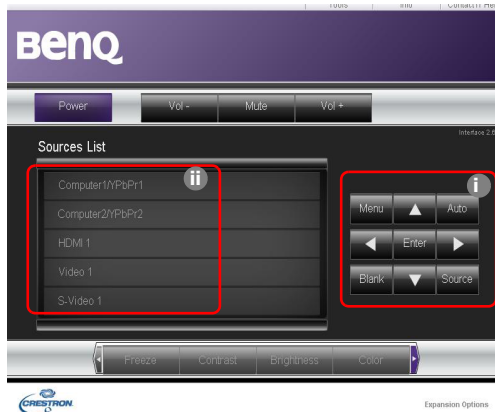 Tools Info Contact IT Help
BenQ
Power Vol - Mute Vol +
Interface 2.6
Sources List
ii
i
Computer1/YPbPr1
Computer2/YPbPr2
HDMI 1
Video 1
S-Video 1
Menu Auto
Enter
Blank Source
Freeze Contrast Brightness Color
CRESTRON Expansion Options